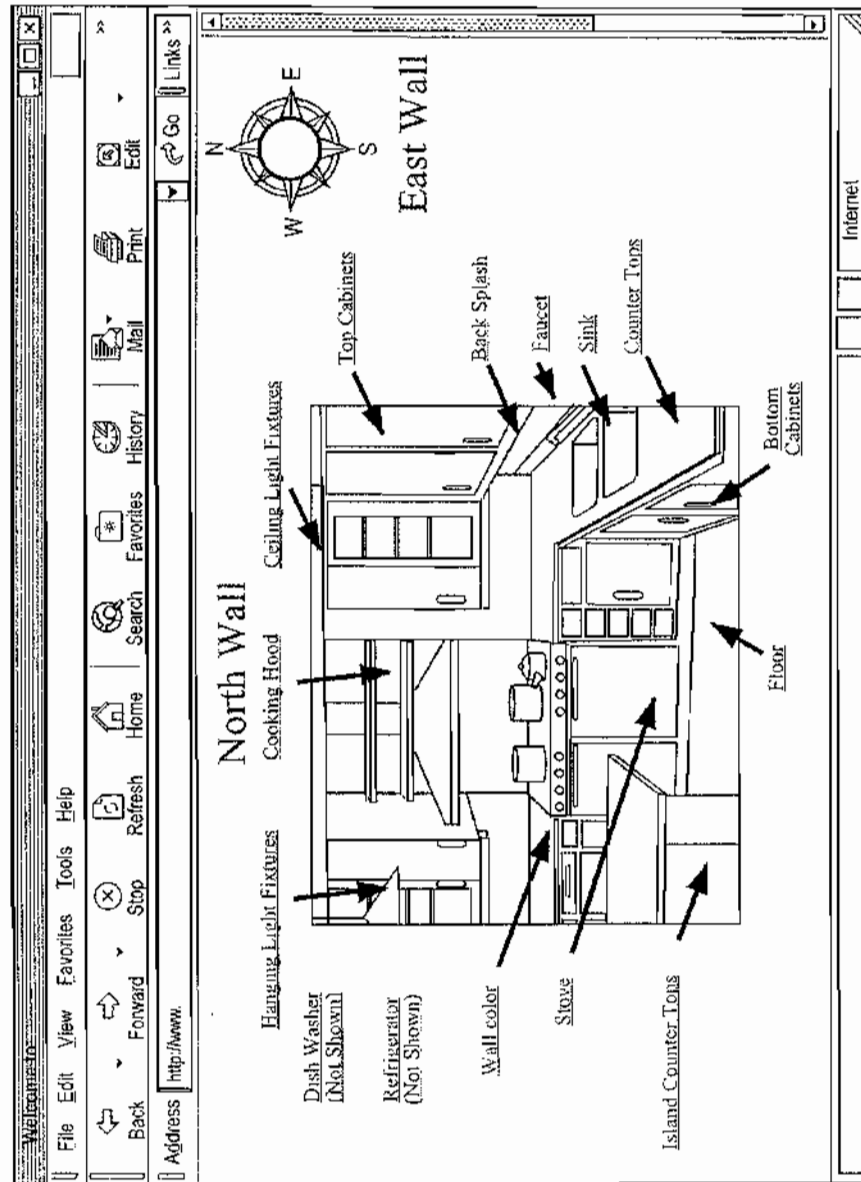 Welcome to
File Edit View Favorites Tools Help
Back Forward Stop Refresh Home Search Favorites History Mail Print Edit »
Address http://www. Go Links »
North Wall
N
W E
S
East Wall
Hanging Light Fixtures
Cooking Hood
Ceiling Light Fixtures
Top Cabinets
Dish Washer
(Not Shown)
Refrigerator
(Not Shown)
Back Splash
Wall color
Faucet
Stove
Sink
Counter Tops
Island Counter Tops
Floor
Bottom
Cabinets
Internet